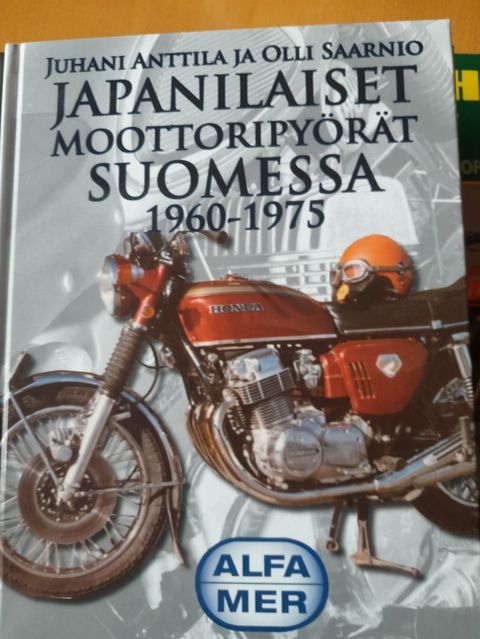 JUHANI ANTTILA JA OLLI SAARNIO
JAPANILAISET
MOOTTORIPYÖRÄT
SUOMESSA
1960-1975
HONDA
ALFA
MER